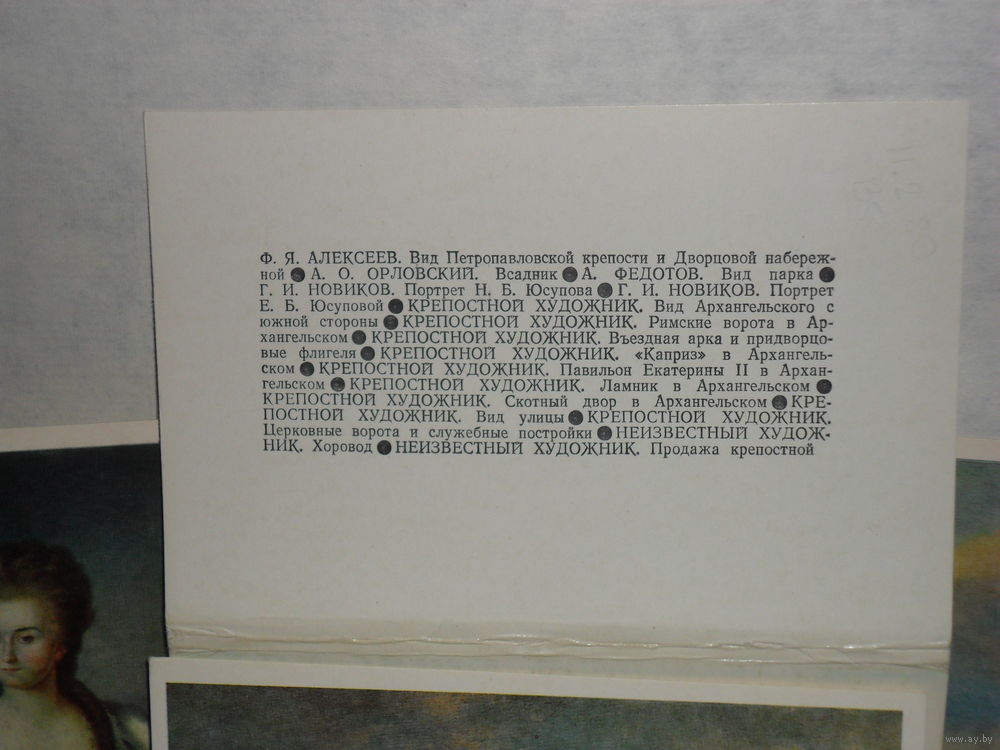 Ф. Я. АЛЕКСЕЕВ. Вид Петропавловской крепости и Дворцовой набереж-
ной ● А. О. ОРЛОВСКИЙ. Всадник ● А. ФЕДОТОВ. Вид парка ●
Г. И. НОВИКОВ. Портрет Н. Б. Юсупова ● Г. И. НОВИКОВ. Портрет
Е. Б. Юсуповой ● КРЕПОСТНОЙ ХУДОЖНИК. Вид Архангельского с
южной стороны ● КРЕПОСТНОЙ ХУДОЖНИК. Римские ворота в Ар-
хангельском ● КРЕПОСТНОЙ ХУДОЖНИК. Въездная арка и придворцо-
вые флигеля ● КРЕПОСТНОЙ ХУДОЖНИК. «Каприз» в Архангель-
ском ● КРЕПОСТНОЙ ХУДОЖНИК. Павильон Екатерины II в Архан-
гельском ● КРЕПОСТНОЙ ХУДОЖНИК. Ламник в Архангельском ●
КРЕПОСТНОЙ ХУДОЖНИК. Скотный двор в Архангельском ● КРЕ-
ПОСТНОЙ ХУДОЖНИК. Вид улицы ● КРЕПОСТНОЙ ХУДОЖНИК.
Церковные ворота и служебные постройки ● НЕИЗВЕСТНЫЙ ХУДОЖ-
НИК. Хоровод ● НЕИЗВЕСТНЫЙ ХУДОЖНИК. Продажа крепостной
www.ay.by